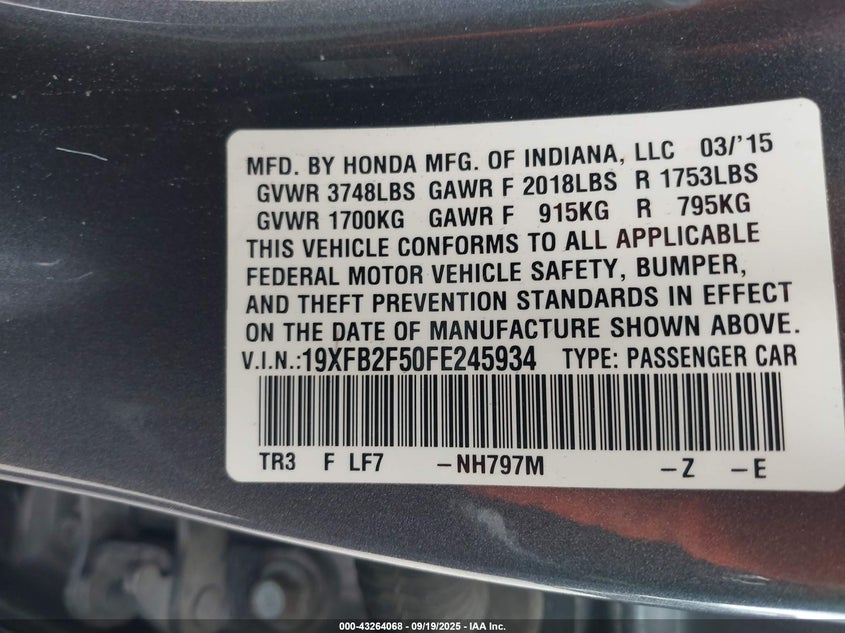 MFD. BY HONDA MFG. OF INDIANA, LLC 03/'15
GVWR 3748LBS GAWR F 2018LBS R 1753LBS
GVWR 1700KG GAWR F 915KG R 795KG
THIS VEHICLE CONFORMS TO ALL APPLICABLE
FEDERAL MOTOR VEHICLE SAFETY, BUMPER,
AND THEFT PREVENTION STANDARDS IN EFFECT
ON THE DATE OF MANUFACTURE SHOWN ABOVE.
V.I.N.:19XFB2F50FE245934 TYPE: PASSENGER CAR
TR3 F LF7 -NH797M -Z -E
000-43264068 | 09/19/2025 - IAA Inc.